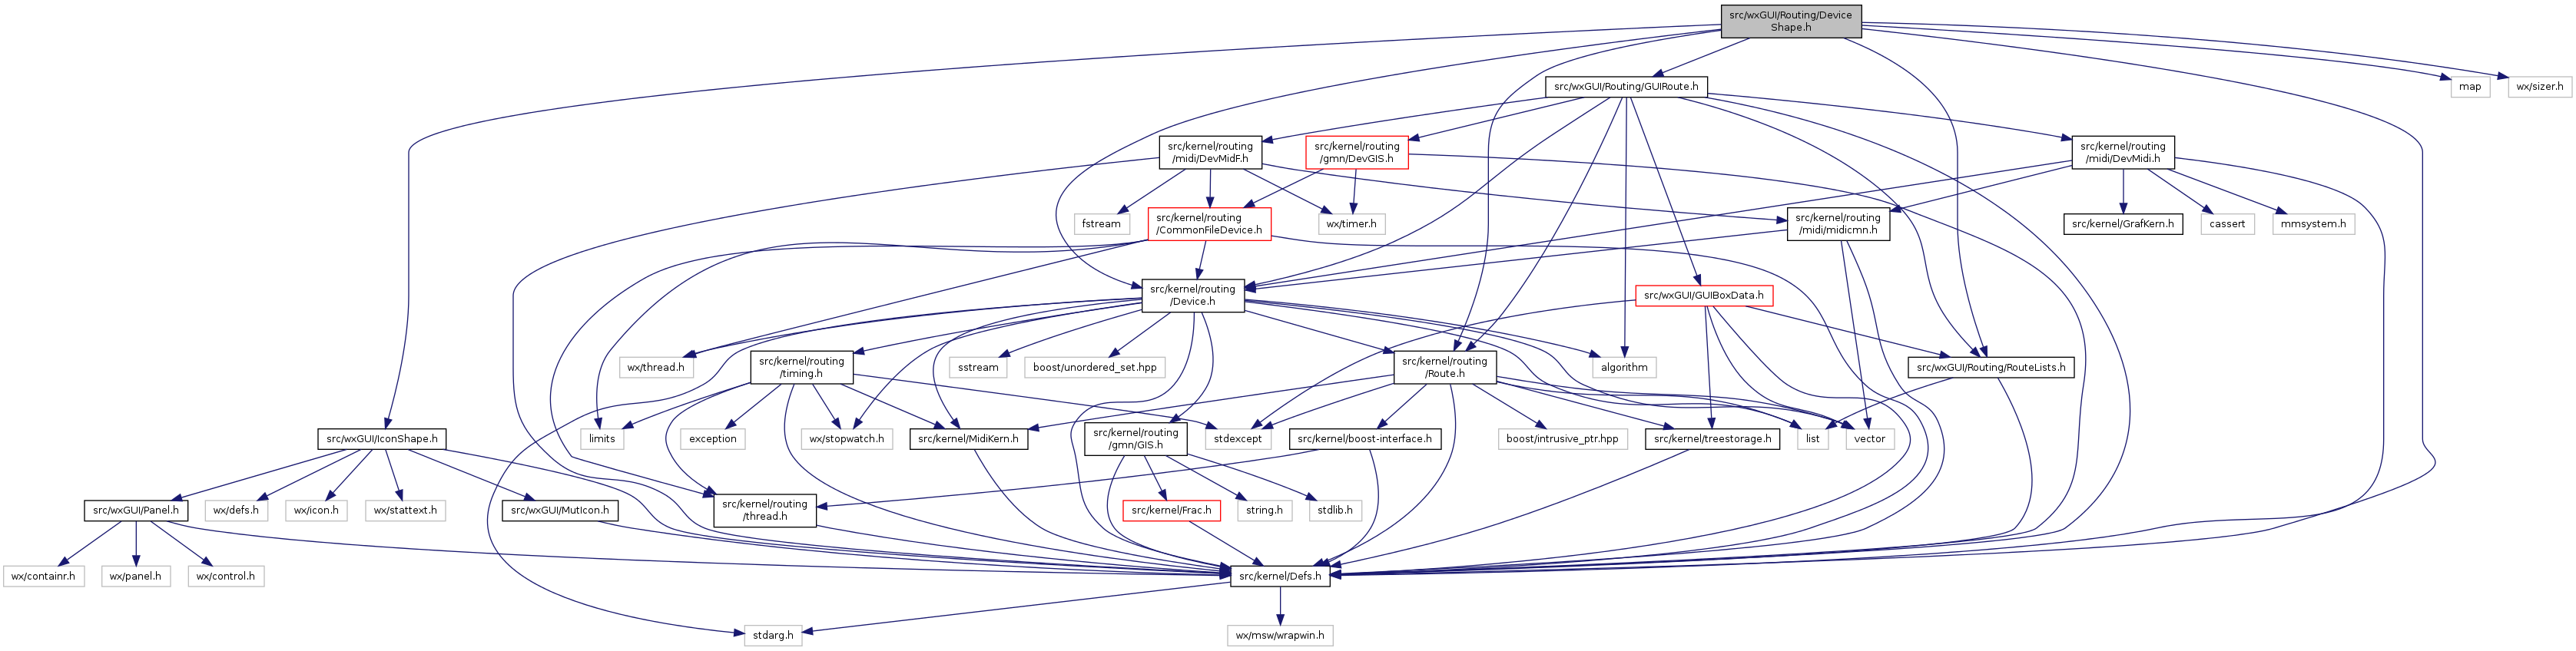 src/wxGUI/Routing/Device
Shape.h
src/wxGUI/Routing/GUIRoute.h
map
wx/sizer.h
src/kernel/routing
/midi/DevMidF.h
src/kernel/routing
/gmn/DevGIS.h
src/kernel/routing
/midi/DevMidi.h
fstream
src/kernel/routing
/CommonFileDevice.h
wx/timer.h
src/kernel/routing
/midi/midicmn.h
src/kernel/GrafKern.h
cassert
mmsystem.h
src/kernel/routing
/Device.h
src/wxGUI/GUIBoxData.h
wx/thread.h
src/kernel/routing
/timing.h
sstream
boost/unordered_set.hpp
src/kernel/routing
/Route.h
algorithm
src/wxGUI/Routing/RouteLists.h
src/wxGUI/IconShape.h
limits
exception
wx/stopwatch.h
src/kernel/MidiKern.h
src/kernel/routing
/gmn/GIS.h
stdexcept
src/kernel/boost-interface.h
boost/intrusive_ptr.hpp
src/kernel/treestorage.h
list
vector
src/wxGUI/Panel.h
wx/defs.h
wx/icon.h
wx/stattext.h
src/wxGUI/MutIcon.h
src/kernel/routing
/thread.h
src/kernel/Frac.h
string.h
stdlib.h
wx/containr.h
wx/panel.h
wx/control.h
src/kernel/Defs.h
stdarg.h
wx/msw/wrapwin.h